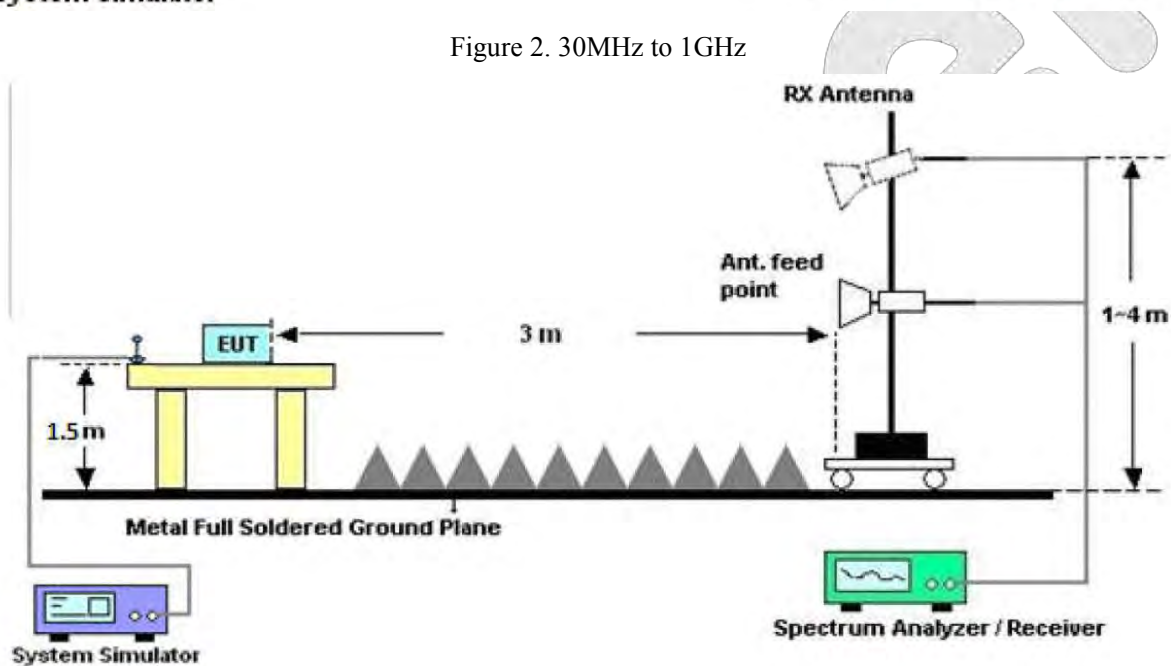 Figure 2. 30MHz to 1GHz
RX Antenna
Ant. feed
point
EUT
3 m
1~4 m
1.5 m
Metal Full Soldered Ground Plane
System Simulator
Spectrum Analyzer / Receiver